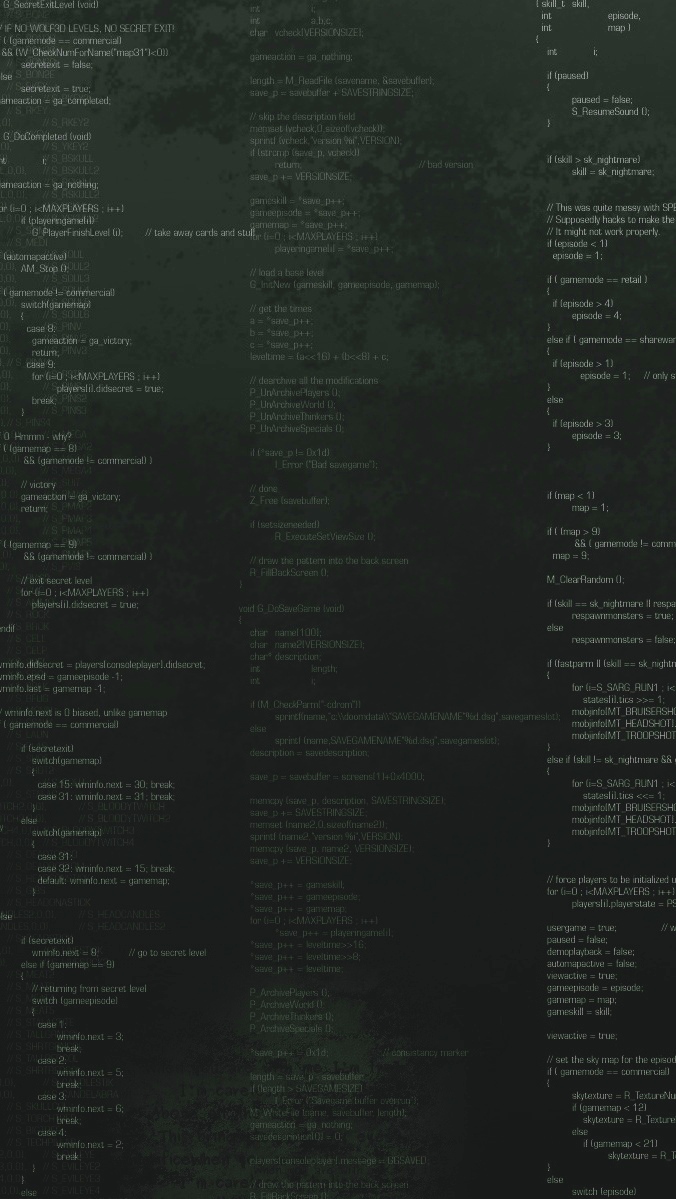 G_SecretExitLevel (void)
// IF NO WOLF3D LEVELS, NO SECRET EXIT!
( (gamemode == commercial)
&& (W_CheckNumForName("map31")<0))
secretexit = false;
else
secretexit = true;
gameaction = ga_completed;
G_DoCompleted (void)
int i;
gameaction = ga_nothing;
for (i=0 ; i<MAXPLAYERS ; i++)
if (playeringame[i])
G_PlayerFinishLevel (i); // take away cards and stuff
(automapactive)
AM_Stop ();
( gamemode != commercial)
switch(gamemap)
{
case 8:
gameaction = ga_victory;
return;
case 9:
for (i=0 ; i<MAXPLAYERS ; i++)
players[i].didsecret = true;
break;
}
0 Hmmm - why?
( (gamemap == 8)
&& (gamemode != commercial) )
// victory
gameaction = ga_victory;
return;
( (gamemap == 9)
&& (gamemode != commercial) )
// exit secret level
for (i=0 ; i<MAXPLAYERS ; i++)
players[i].didsecret = true;
endif
wminfo.didsecret = players[consoleplayer].didsecret;
wminfo.epsd = gameepisode -1;
wminfo.last = gamemap -1;
// wminfo.next is 0 biased, unlike gamemap
( gamemode == commercial)
if (secretexit)
switch(gamemap)
{
case 15: wminfo.next = 30; break;
case 31: wminfo.next = 31; break;
}
else
switch(gamemap)
{
case 31:
case 32: wminfo.next = 15; break;
default: wminfo.next = gamemap;
}
else
if (secretexit)
wminfo.next = 8; // go to secret level
else if (gamemap == 9)
{
// returning from secret level
switch (gameepisode)
{
case 1:
wminfo.next = 3;
break;
case 2:
wminfo.next = 5;
break;
case 3:
wminfo.next = 6;
break;
case 4:
wminfo.next = 2;
break;
}
}
else
int i;
int a,b,c;
char vcheck[VERSIONSIZE];
gameaction = ga_nothing;
length = M_ReadFile (savename, &savebuffer);
save_p = savebuffer + SAVESTRINGSIZE;
// skip the description field
memset (vcheck,0,sizeof(vcheck));
sprintf (vcheck,"version %i",VERSION);
if (strcmp (save_p, vcheck))
return; // bad version
save_p += VERSIONSIZE;
gameskill = *save_p++;
gameepisode = *save_p++;
gamemap = *save_p++;
for (i=0 ; i<MAXPLAYERS ; i++)
playeringame[i] = *save_p++;
// load a base level
G_InitNew (gameskill, gameepisode, gamemap);
// get the times
a = *save_p++;
b = *save_p++;
c = *save_p++;
leveltime = (a<<16) + (b<<8) + c;
// dearchive all the modifications
P_UnArchivePlayers ();
P_UnArchiveWorld ();
P_UnArchiveThinkers ();
P_UnArchiveSpecials ();
if (*save_p != 0x1d)
I_Error ("Bad savegame");
// done
Z_Free (savebuffer);
if (setsizeneeded)
R_ExecuteSetViewSize ();
// draw the pattern into the back screen
R_FillBackScreen ();
}
void G_DoSaveGame (void)
{
char name[100];
char name2[VERSIONSIZE];
char* description;
int length;
int i;
if (M_CheckParm("-cdrom"))
sprintf(name,"c:\\doomdata\\"SAVEGAMENAME"%d.dsg",savegameslot);
else
sprintf (name,SAVEGAMENAME"%d.dsg",savegameslot);
description = savedescription;
save_p = savebuffer = screens[1]+0x4000;
memcpy (save_p, description, SAVESTRINGSIZE);
save_p += SAVESTRINGSIZE;
memset (name2,0,sizeof(name2));
sprintf (name2,"version %i",VERSION);
memcpy (save_p, name2, VERSIONSIZE);
save_p += VERSIONSIZE;
*save_p++ = gameskill;
*save_p++ = gameepisode;
*save_p++ = gamemap;
for (i=0 ; i<MAXPLAYERS ; i++)
*save_p++ = playeringame[i];
*save_p++ = leveltime>>16;
*save_p++ = leveltime>>8;
*save_p++ = leveltime;
P_ArchivePlayers ();
P_ArchiveWorld ();
P_ArchiveThinkers ();
P_ArchiveSpecials ();
*save_p++ = 0x1d; // consistancy marker
length = save_p - savebuffer;
if (length > SAVEGAMESIZE)
I_Error ("Savegame buffer overrun");
M_WriteFile (name, savebuffer, length);
gameaction = ga_nothing;
savedescription[0] = 0;
players[consoleplayer].message = GGSAVED;
// draw the pattern into the back screen
R_FillBackScreen ();
( skill_t skill,
int episode,
int map )
{
int i;
if (paused)
{
paused = false;
S_ResumeSound ();
}
if (skill > sk_nightmare)
skill = sk_nightmare;
// This was quite messy with SPE
// Supposedly hacks to make the
// It might not work properly.
if (episode < 1)
episode = 1;
if ( gamemode == retail )
{
if (episode > 4)
episode = 4;
}
else if ( gamemode == sharewar
{
if (episode > 1)
episode = 1; // only s
}
else
{
if (episode > 3)
episode = 3;
}
if (map < 1)
map = 1;
if ( (map > 9)
&& ( gamemode != comm
map = 9;
M_ClearRandom ();
if (skill == sk_nightmare || respa
respawnmonsters = true;
else
respawnmonsters = false;
if (fastparm || (skill == sk_nightm
{
for (i=S_SARG_RUN1 ; i<
states[i].tics >>= 1;
mobjinfo[MT_BRUISERSHO
mobjinfo[MT_HEADSHOT].
mobjinfo[MT_TROOPSHOT
}
else if (skill != sk_nightmare &&
{
for (i=S_SARG_RUN1 ; i<
states[i].tics <<= 1;
mobjinfo[MT_BRUISERSHO
mobjinfo[MT_HEADSHOT].
mobjinfo[MT_TROOPSHOT
}
// force players to be initialized u
for (i=0 ; i<MAXPLAYERS ; i++)
players[i].playerstate = PS
usergame = true; // w
paused = false;
demoplayback = false;
automapactive = false;
viewactive = true;
gameepisode = episode;
gamemap = map;
gameskill = skill;
viewactive = true;
// set the sky map for the episod
if ( gamemode == commercial)
{
skytexture = R_TextureNu
if (gamemap < 12)
skytexture = R_Texture
else
if (gamemap < 21)
skytexture = R_T
}
else
switch (episode)